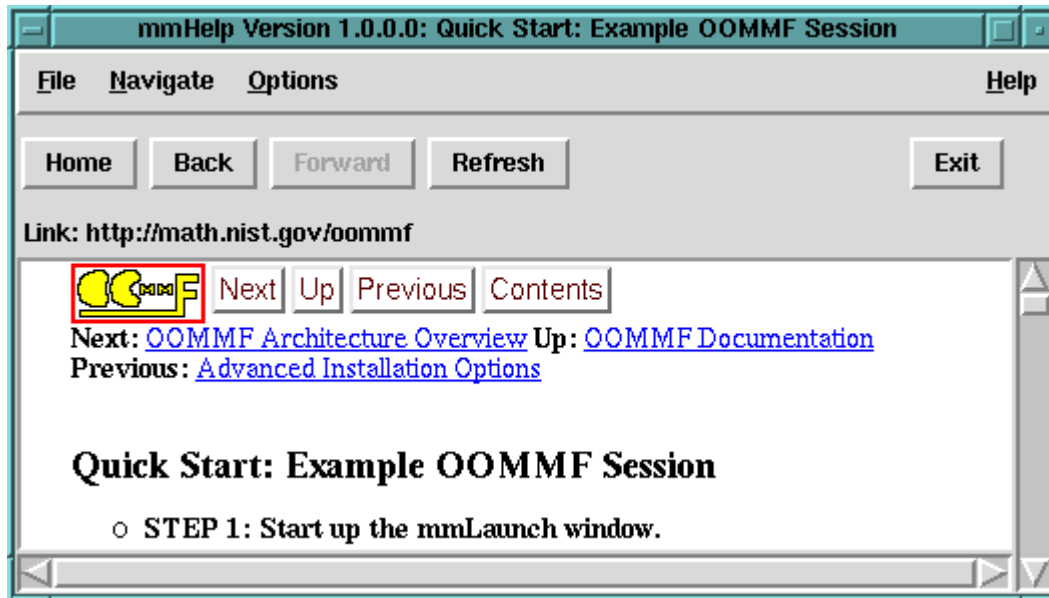 mmHelp Version 1.0.0.0: Quick Start: Example OOMMF Session
File Navigate Options Help
Home Back Forward Refresh Exit
Link: http://math.nist.gov/oommf
OOMMF Next Up Previous Contents
Next: OOMMF Architecture Overview Up: OOMMF Documentation
Previous: Advanced Installation Options
Quick Start: Example OOMMF Session
o STEP 1: Start up the mmLaunch window.